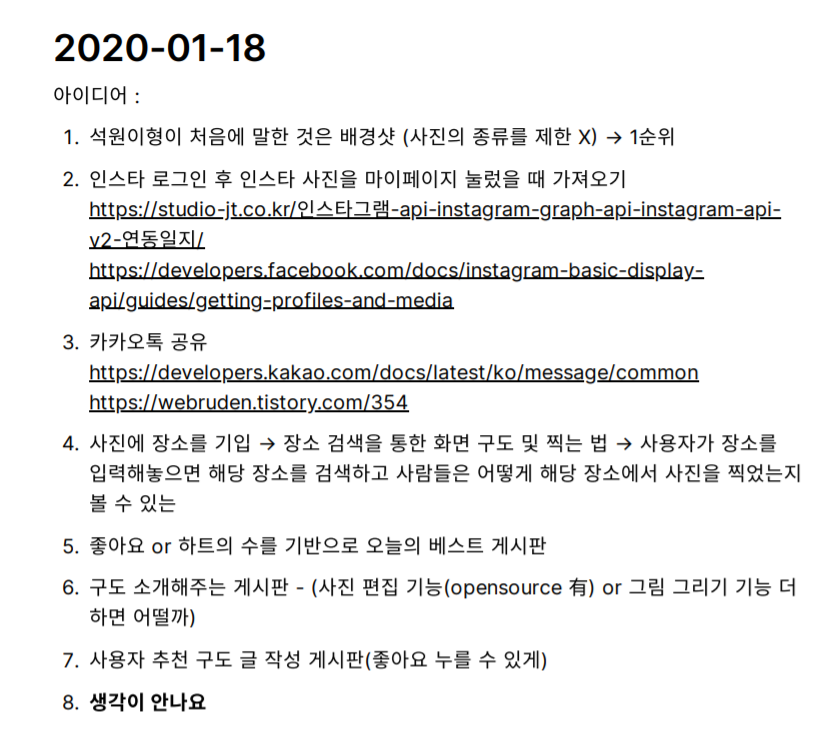 2020-01-18
아이디어 :
1. 석원이형이 처음에 말한 것은 배경샷 (사진의 종류를 제한 X) → 1순위
2. 인스타 로그인 후 인스타 사진을 마이페이지 눌렀을 때 가져오기
https://studio-jt.co.kr/인스타그램-api-instagram-graph-api-instagram-api-
v2-연동일지/
https://developers.facebook.com/docs/instagram-basic-display-
api/guides/getting-profiles-and-media
3. 카카오톡 공유
https://developers.kakao.com/docs/latest/ko/message/common
https://webruden.tistory.com/354
4. 사진에 장소를 기입 → 장소 검색을 통한 화면 구도 및 찍는 법 → 사용자가 장소를
입력해놓으면 해당 장소를 검색하고 사람들은 어떻게 해당 장소에서 사진을 찍었는지
볼 수 있는
5. 좋아요 or 하트의 수를 기반으로 오늘의 베스트 게시판
6. 구도 소개해주는 게시판 - (사진 편집 기능(opensource 有) or 그림 그리기 기능 더
하면 어떨까)
7. 사용자 추천 구도 글 작성 게시판(좋아요 누를 수 있게)
8. 생각이 안나요